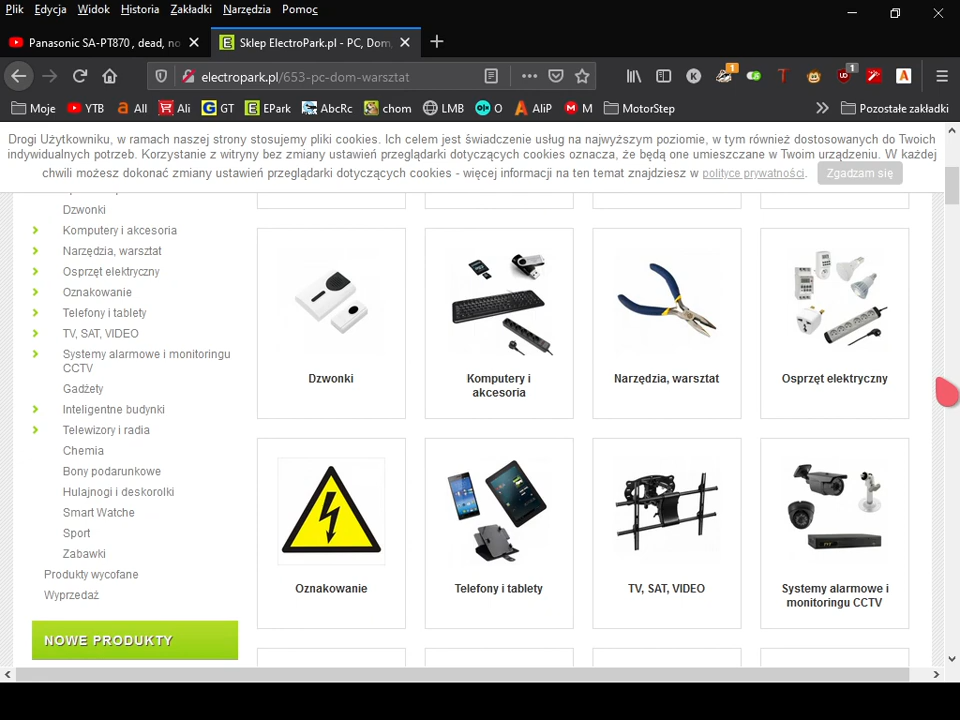 Plik Edycja Widok Historia Zakładki Narzędzia Pomoc
Panasonic SA-PT870 , dead, no
Sklep ElectroPark.pl - PC, Dom,
electropark.pl/653-pc-dom-warsztat
Moje YTB All Ali GT EPark AbcRc chom LMB O AliP M MotorStep Pozostałe zakładki
Drogi Użytkowniku, w ramach naszej strony stosujemy pliki cookies. Ich celem jest świadczenie usług na najwyższym poziomie, w tym również dostosowanych do Twoich
indywidualnych potrzeb. Korzystanie z witryny bez zmiany ustawień przeglądarki dotyczących cookies oznacza, że będą one umieszczane w Twoim urządzeniu. W każdej
chwili możesz dokonać zmiany ustawień przeglądarki dotyczących cookies - więcej informacji na ten temat znajdziesz w polityce prywatności. Zgadzam się
Dzwonki
Komputery i akcesoria
Narzędzia, warsztat
Osprzęt elektryczny
Oznakowanie
Telefony i tablety
TV, SAT, VIDEO
Systemy alarmowe i monitoringu
CCTV
Gadżety
Inteligentne budynki
Telewizory i radia
Chemia
Bony podarunkowe
Hulajnogi i deskorolki
Smart Watche
Sport
Zabawki
Produkty wycofane
Wyprzedaż
NOWE PRODUKTY
Dzwonki
Komputery i
akcesoria
Narzędzia, warsztat
Osprzęt elektryczny
Oznakowanie
Telefony i tablety
TV, SAT, VIDEO
Systemy alarmowe i
monitoringu CCTV